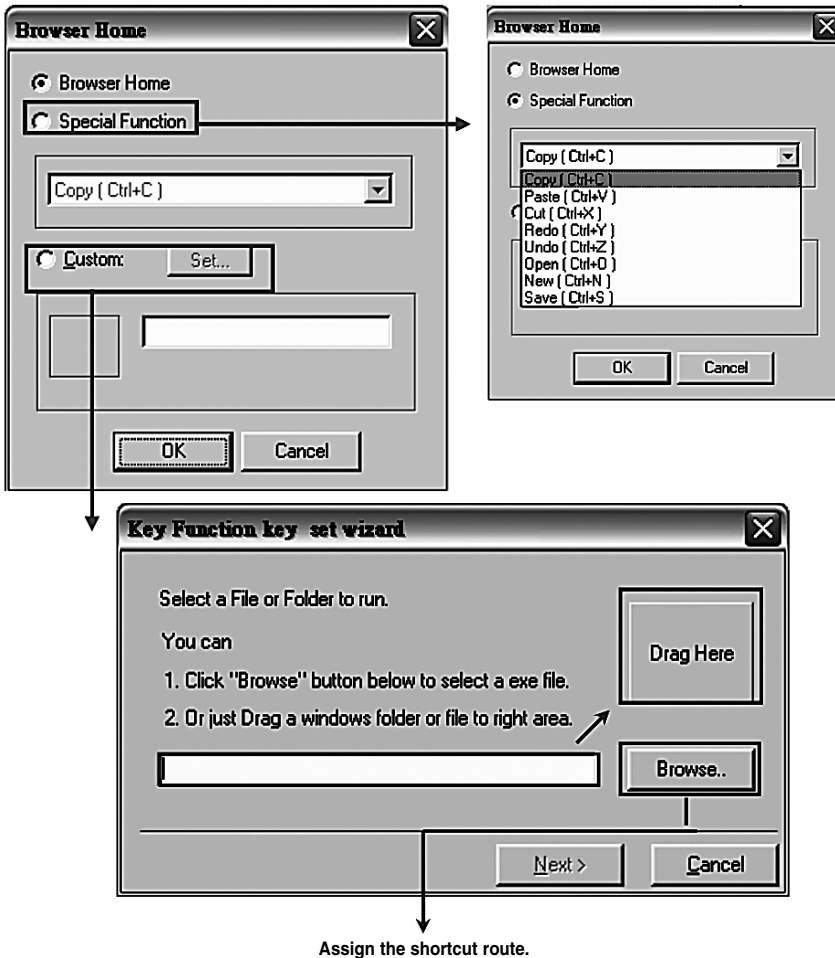 Browser Home
Browser Home
Special Function
Copy ( Ctrl+C )
Custom:
Set...
OK
Cancel
Browser Home
Browser Home
Special Function
Copy ( Ctrl+C )
Copy ( Ctrl+C )
Paste ( Ctrl+V )
Cut ( Ctrl+X )
Redo ( Ctrl+Y )
Undo ( Ctrl+Z )
Open ( Ctrl+O )
New ( Ctrl+N )
Save ( Ctrl+S )
OK
Cancel
Key Function key set wizard
Select a File or Folder to run.
You can
1. Click "Browse" button below to select a exe file.
2. Or just Drag a windows folder or file to right area.
Drag Here
Browse..
Next >
Cancel
Assign the shortcut route.